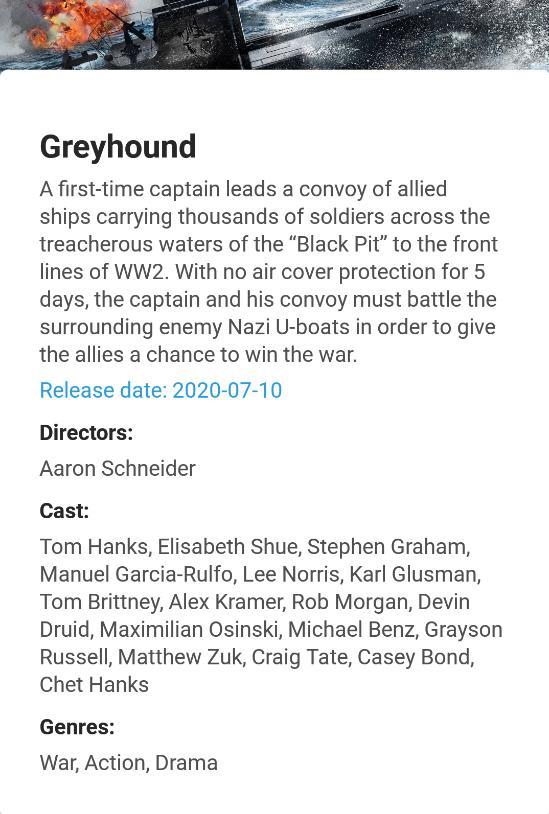 Greyhound
A first-time captain leads a convoy of allied
ships carrying thousands of soldiers across the
treacherous waters of the “Black Pit” to the front
lines of WW2. With no air cover protection for 5
days, the captain and his convoy must battle the
surrounding enemy Nazi U-boats in order to give
the allies a chance to win the war.
Release date: 2020-07-10
Directors:
Aaron Schneider
Cast:
Tom Hanks, Elisabeth Shue, Stephen Graham,
Manuel Garcia-Rulfo, Lee Norris, Karl Glusman,
Tom Brittney, Alex Kramer, Rob Morgan, Devin
Druid, Maximilian Osinski, Michael Benz, Grayson
Russell, Matthew Zuk, Craig Tate, Casey Bond,
Chet Hanks
Genres:
War, Action, Drama